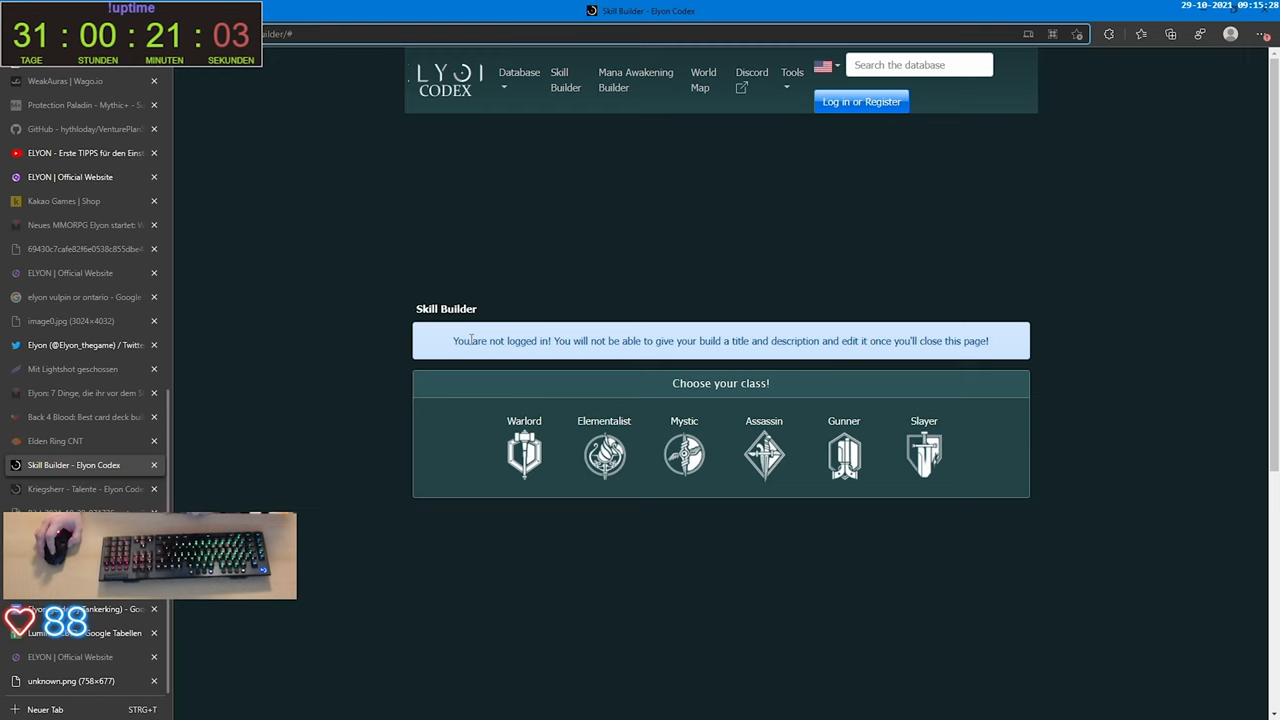 !uptime
31 : 00 : 21 : 03
TAGE STUNDEN MINUTEN SEKUNDEN
Skill Builder - Elyon Codex
29-10-2021 09:15:28
ilder/#
WeakAuras | Wago.io
Protection Paladin - Mythic+ - Su
GitHub - hythloday/VenturePlan
ELYON - Erste TIPPS für den Einst
ELYON | Official Website
Kakao Games | Shop
Neues MMORPG Elyon startet: W
69430c7cafe82f6e0538c855dbe4
ELYON | Official Website
elyon vulpin or ontario - Google
image0.jpg (3024×4032)
Elyon (@Elyon_thegame) / Twitte
Mit Lightshot geschossen
Elyon: 7 Dinge, die ihr vor dem S
Back 4 Blood: Best card deck bui
Elden Ring CNT
Skill Builder - Elyon Codex
Kriegsherr - Talente - Elyon Code
88
Google Tabellen
ELYON | Official Website
unknown.png (758×677)
Neuer Tab STRG+T
ELYON
CODEX
Database
Skill Builder
Mana Awakening Builder
World Map
Discord
Tools
Search the database
Log in or Register
Skill Builder
You are not logged in! You will not be able to give your build a title and description and edit it once you'll close this page!
Choose your class!
Warlord Elementalist Mystic Assassin Gunner Slayer